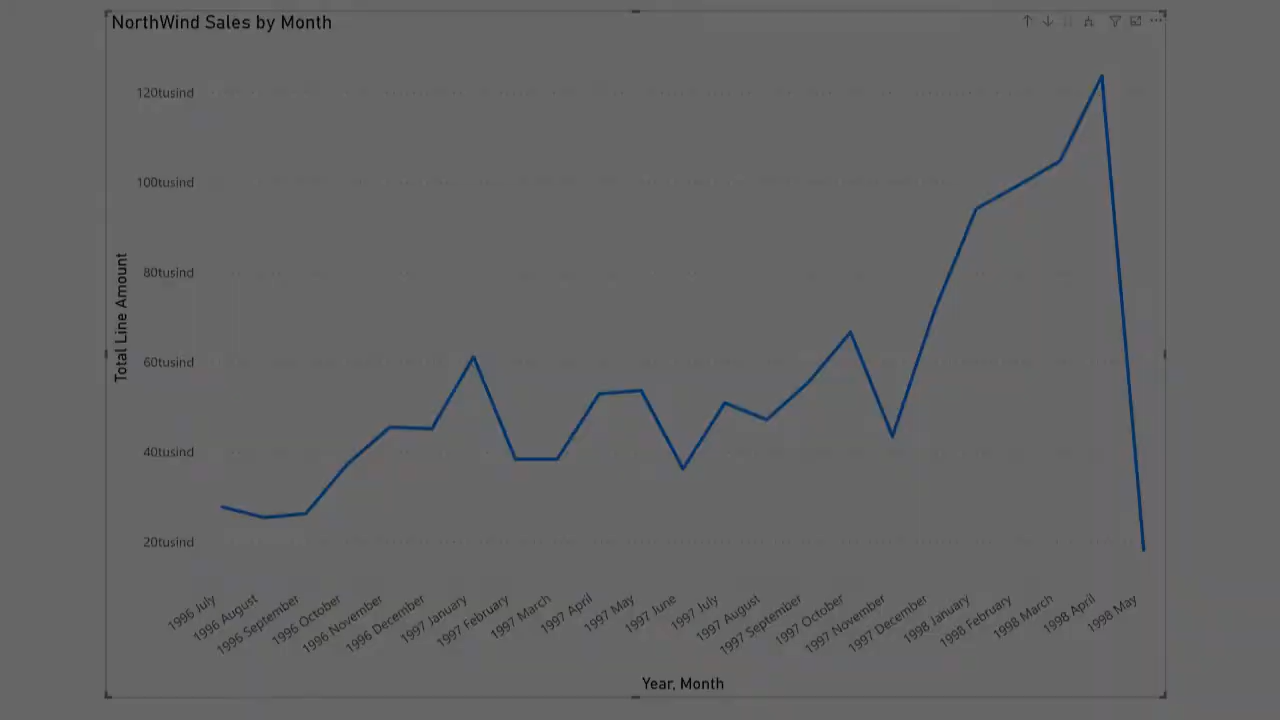 NorthWind Sales by Month
120tusind
100tusind
80tusind
60tusind
40tusind
20tusind
Total Line Amount
1996 July
1996 August
1996 September
1996 October
1996 November
1996 December
1997 January
1997 February
1997 March
1997 April
1997 May
1997 June
1997 July
1997 August
1997 September
1997 October
1997 November
1997 December
1998 January
1998 February
1998 March
1998 April
1998 May
Year, Month